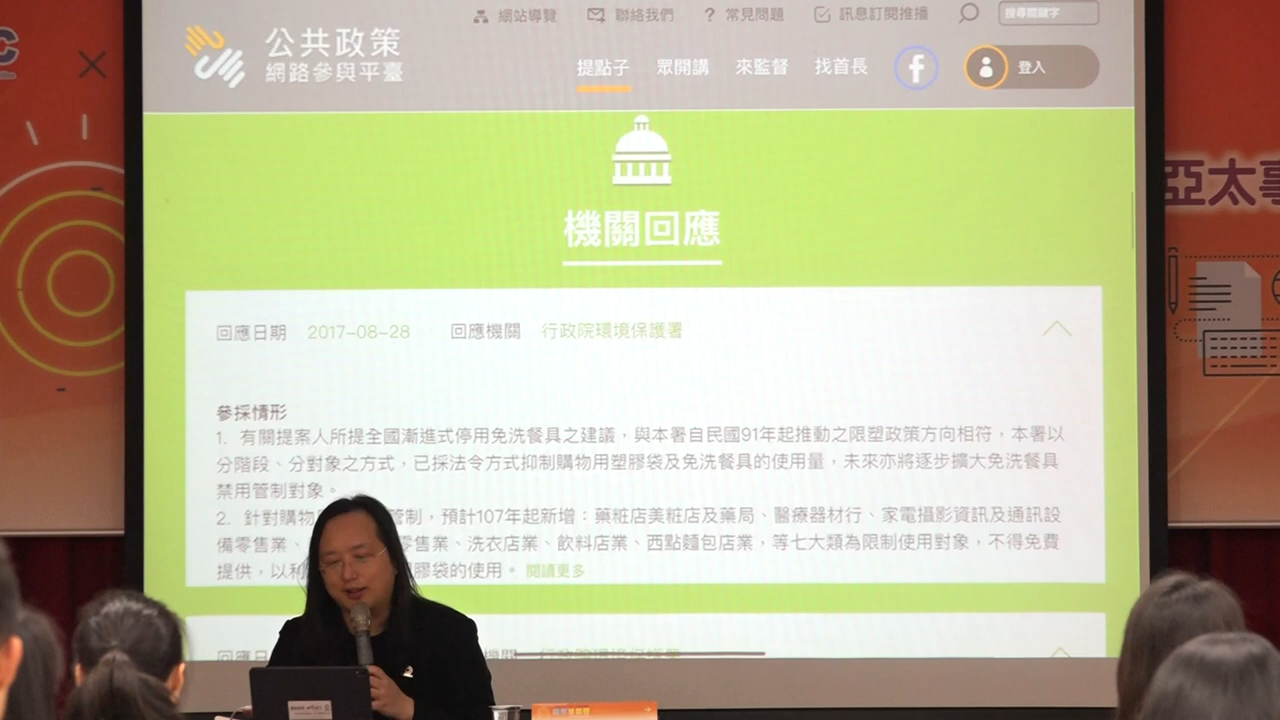 網站導覽 聯絡我們 ? 常見問題 訊息訂閱推播 搜尋關鍵字
公共政策
網路參與平臺
提點子 眾開講 來監督 找首長 f 登入
C
亞太事
機關回應
回應日期 2017-08-28 回應機關 行政院環境保護署
參採情形
1. 有關提案人所提全國漸進式停用免洗餐具之建議，與本署自民國91年起推動之限塑政策方向相符，本署以
分階段、分對象之方式，已採法令方式抑制購物用塑膠袋及免洗餐具的使用量，未來亦將逐步擴大免洗餐具
禁用管制對象。
2. 針對購物 管制，預計107年起新增：藥粧店美粧店及藥局、醫療器材行、家電攝影資訊及通訊設
備零售業、 零售業、洗衣店業、飲料店業、西點麵包店業，等七大類為限制使用對象，不得免費
提供，以利 膠袋的使用。 閱讀更多
回應日 機關